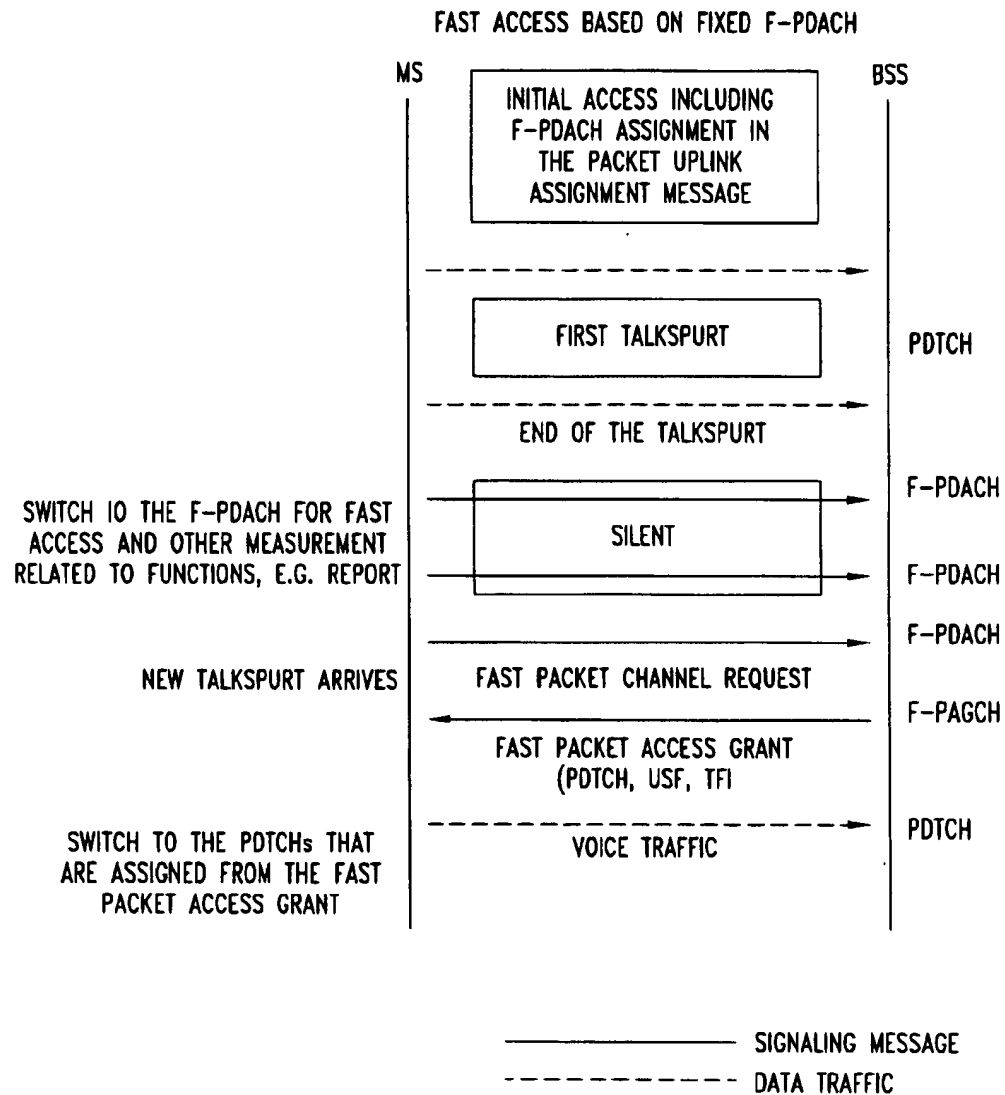 FAST ACCESS BASED ON FIXED F-PDACH
MS
BSS
INITIAL ACCESS INCLUDING
F-PDACH ASSIGNMENT IN
THE PACKET UPLINK
ASSIGNMENT MESSAGE
FIRST TALKSPURT
PDTCH
END OF THE TALKSPURT
F-PDACH
SWITCH IO THE F-PDACH FOR FAST
ACCESS AND OTHER MEASUREMENT
RELATED TO FUNCTIONS, E.G. REPORT
SILENT
F-PDACH
F-PDACH
NEW TALKSPURT ARRIVES
FAST PACKET CHANNEL REQUEST
F-PAGCH
FAST PACKET ACCESS GRANT
(PDTCH, USF, TFI
PDTCH
VOICE TRAFFIC
SWITCH TO THE PDTCHs THAT
ARE ASSIGNED FROM THE FAST
PACKET ACCESS GRANT
SIGNALING MESSAGE
DATA TRAFFIC